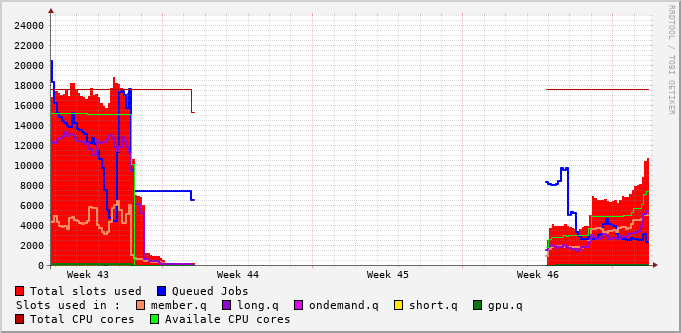 24000
22000
20000
18000
16000
14000
12000
10000
8000
6000
4000
2000
0
Week 43 Week 44 Week 45 Week 46
Total slots used Queued Jobs
Slots used in : member.q long.q ondemand.q short.q gpu.q
Total CPU cores Availale CPU cores
RRDTOOL / TOBI OETIKER